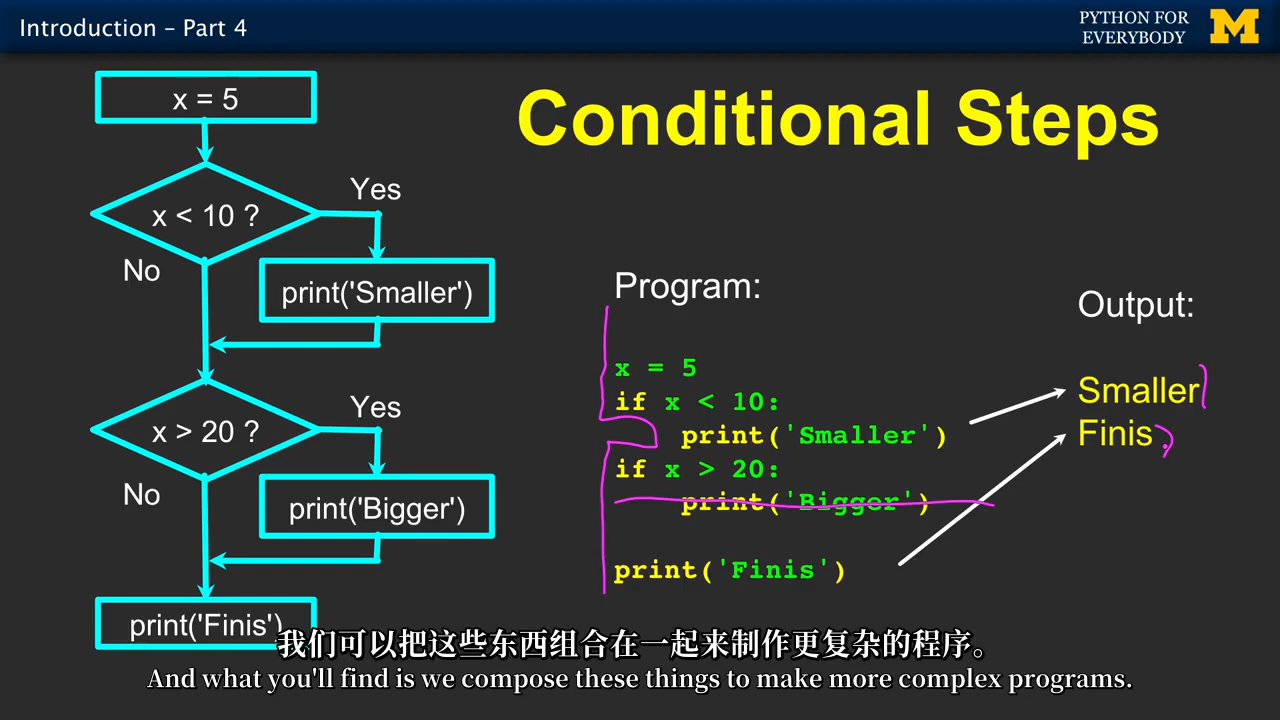 Introduction – Part 4
PYTHON FOR
EVERYBODY
M
Conditional Steps
x = 5
x < 10 ?
Yes
No
print('Smaller')
x > 20 ?
Yes
No
print('Bigger')
print('Finis')
Program:
x = 5
if x < 10:
    print('Smaller')
if x > 20:
    print('Bigger')
print('Finis')
Output:
Smaller
Finis
我们可以把这些东西组合在一起来制作更复杂的程序。
And what you'll find is we compose these things to make more complex programs.